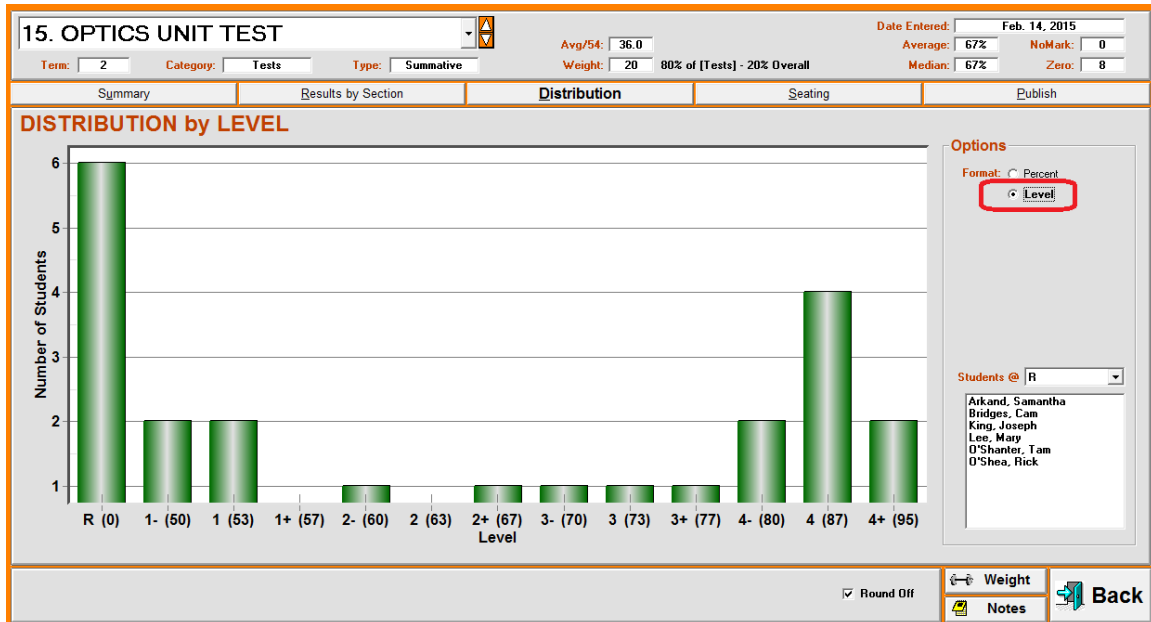 15. OPTICS UNIT TEST
Avg/54: 36.0
Date Entered: Feb. 14, 2015
Average: 67% NoMark: 0
Term: 2 Category: Tests Type: Summative Weight: 20 80% of [Tests] - 20% Overall Median: 67% Zero: 8
Summary Results by Section Distribution Seating Publish
DISTRIBUTION by LEVEL
Options
Format: Percent
Level
Number of Students
6
5
4
3
2
1
R (0) 1- (50) 1 (53) 1+ (57) 2- (60) 2 (63) 2+ (67) 3- (70) 3 (73) 3+ (77) 4- (80) 4 (87) 4+ (95)
Level
Students @ R
Arkand, Samantha
Bridges, Cam
King, Joseph
Lee, Mary
O'Shanter, Tam
O'Shea, Rick
Round Off
Weight
Notes
Back